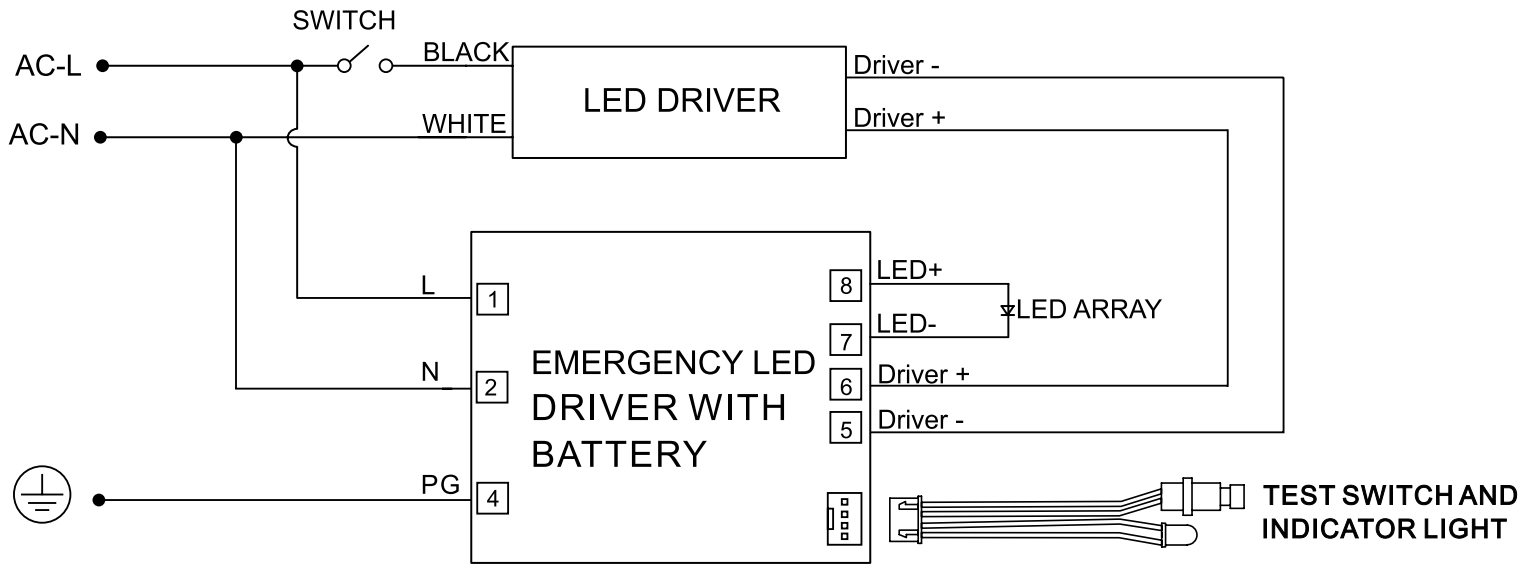 SWITCH
AC-L
BLACK
LED DRIVER
Driver -
Driver +
AC-N
WHITE
L
1
N
2
PG
4
EMERGENCY LED
DRIVER WITH
BATTERY
8
LED+
LED ARRAY
7
LED-
6
Driver +
5
Driver -
TEST SWITCH AND
INDICATOR LIGHT